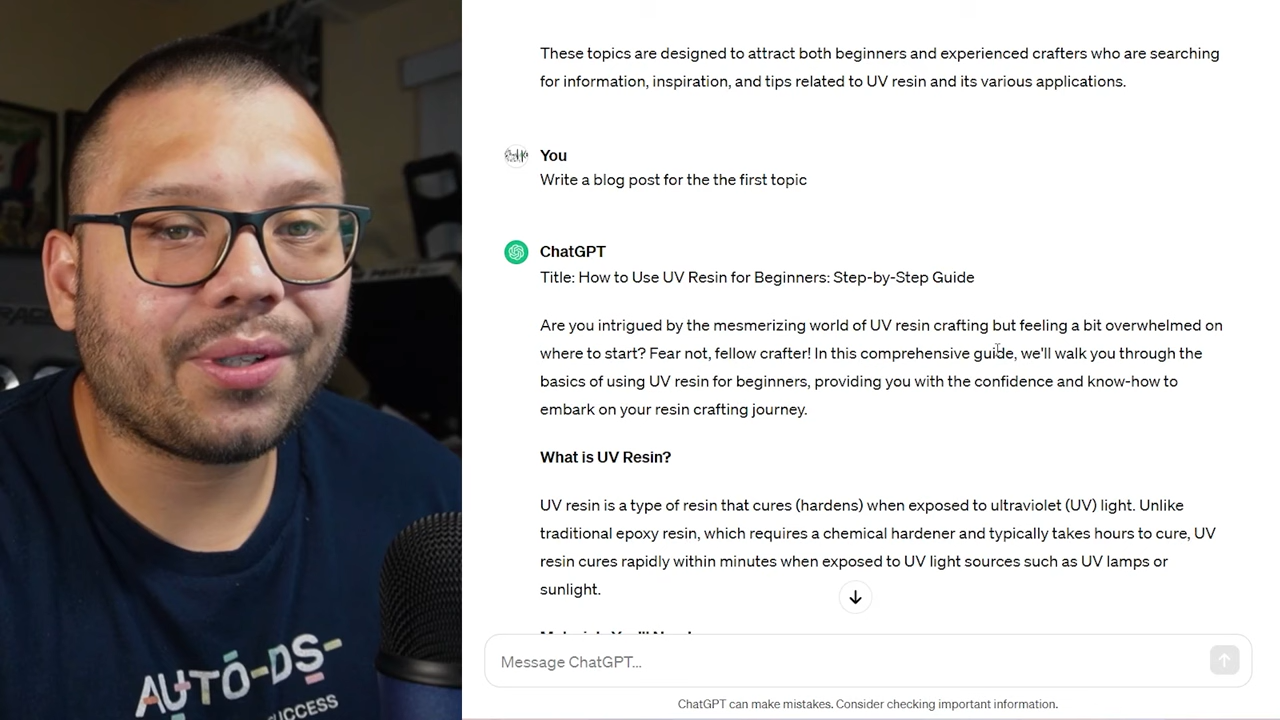 These topics are designed to attract both beginners and experienced crafters who are searching
for information, inspiration, and tips related to UV resin and its various applications.
You
Write a blog post for the the first topic
ChatGPT
Title: How to Use UV Resin for Beginners: Step-by-Step Guide
Are you intrigued by the mesmerizing world of UV resin crafting but feeling a bit overwhelmed on
where to start? Fear not, fellow crafter! In this comprehensive guide, we'll walk you through the
basics of using UV resin for beginners, providing you with the confidence and know-how to
embark on your resin crafting journey.
What is UV Resin?
UV resin is a type of resin that cures (hardens) when exposed to ultraviolet (UV) light. Unlike
traditional epoxy resin, which requires a chemical hardener and typically takes hours to cure, UV
resin cures rapidly within minutes when exposed to UV light sources such as UV lamps or
sunlight.
Message ChatGPT...
ChatGPT can make mistakes. Consider checking important information.
AUTO-DS-
SUCCESS